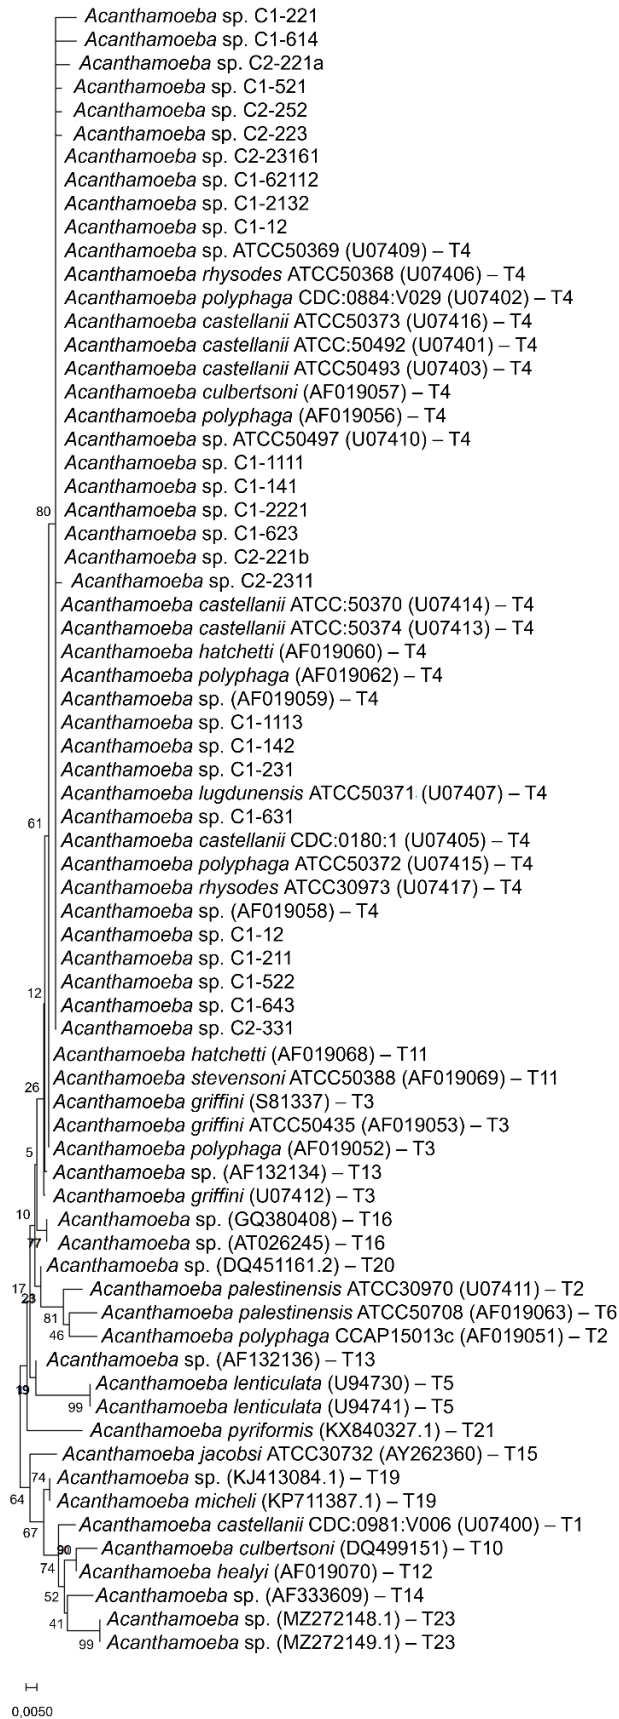 Acanthamoeba sp. C1-221
Acanthamoeba sp. C1-614
Acanthamoeba sp. C2-221a
Acanthamoeba sp. C1-521
Acanthamoeba sp. C2-252
Acanthamoeba sp. C2-223
Acanthamoeba sp. C2-23161
Acanthamoeba sp. C1-62112
Acanthamoeba sp. C1-2132
Acanthamoeba sp. C1-12
Acanthamoeba sp. ATCC50369 (U07409) – T4
Acanthamoeba rhysodes ATCC50368 (U07406) – T4
Acanthamoeba polyphaga CDC:0884:V029 (U07402) – T4
Acanthamoeba castellanii ATCC50373 (U07416) – T4
Acanthamoeba castellanii ATCC:50492 (U07401) – T4
Acanthamoeba castellanii ATCC50493 (U07403) – T4
Acanthamoeba culbertsoni (AF019057) – T4
Acanthamoeba polyphaga (AF019056) – T4
Acanthamoeba sp. ATCC50497 (U07410) – T4
Acanthamoeba sp. C1-1111
Acanthamoeba sp. C1-141
80 Acanthamoeba sp. C1-2221
Acanthamoeba sp. C1-623
Acanthamoeba sp. C2-221b
Acanthamoeba sp. C2-2311
Acanthamoeba castellanii ATCC:50370 (U07414) – T4
Acanthamoeba castellanii ATCC:50374 (U07413) – T4
Acanthamoeba hatchetti (AF019060) – T4
Acanthamoeba polyphaga (AF019062) – T4
Acanthamoeba sp. (AF019059) – T4
Acanthamoeba sp. C1-1113
Acanthamoeba sp. C1-142
Acanthamoeba sp. C1-231
Acanthamoeba lugdunensis ATCC50371 (U07407) – T4
61 Acanthamoeba sp. C1-631
Acanthamoeba castellanii CDC:0180:1 (U07405) – T4
Acanthamoeba polyphaga ATCC50372 (U07415) – T4
Acanthamoeba rhysodes ATCC30973 (U07417) – T4
Acanthamoeba sp. (AF019058) – T4
Acanthamoeba sp. C1-12
Acanthamoeba sp. C1-211
Acanthamoeba sp. C1-522
12 Acanthamoeba sp. C1-643
Acanthamoeba sp. C2-331
Acanthamoeba hatchetti (AF019068) – T11
Acanthamoeba stevensoni ATCC50388 (AF019069) – T11
26 Acanthamoeba griffini (S81337) – T3
Acanthamoeba griffini ATCC50435 (AF019053) – T3
5 Acanthamoeba polyphaga (AF019052) – T3
Acanthamoeba sp. (AF132134) – T13
Acanthamoeba griffini (U07412) – T3
10 Acanthamoeba sp. (GQ380408) – T16
77 Acanthamoeba sp. (AT026245) – T16
Acanthamoeba sp. (DQ451161.2) – T20
17 Acanthamoeba palestinensis ATCC30970 (U07411) – T2
23 81 Acanthamoeba palestinensis ATCC50708 (AF019063) – T6
46 Acanthamoeba polyphaga CCAP15013c (AF019051) – T2
Acanthamoeba sp. (AF132136) – T13
19 Acanthamoeba lenticulata (U94730) – T5
99 Acanthamoeba lenticulata (U94741) – T5
Acanthamoeba pyriformis (KX840327.1) – T21
Acanthamoeba jacobsi ATCC30732 (AY262360) – T15
74 Acanthamoeba sp. (KJ413084.1) – T19
64 Acanthamoeba micheli (KP711387.1) – T19
67 Acanthamoeba castellanii CDC:0981:V006 (U07400) – T1
90 Acanthamoeba culbertsoni (DQ499151) – T10
74 Acanthamoeba healyi (AF019070) – T12
52 Acanthamoeba sp. (AF333609) – T14
41 Acanthamoeba sp. (MZ272148.1) – T23
99 Acanthamoeba sp. (MZ272149.1) – T23
0,0050